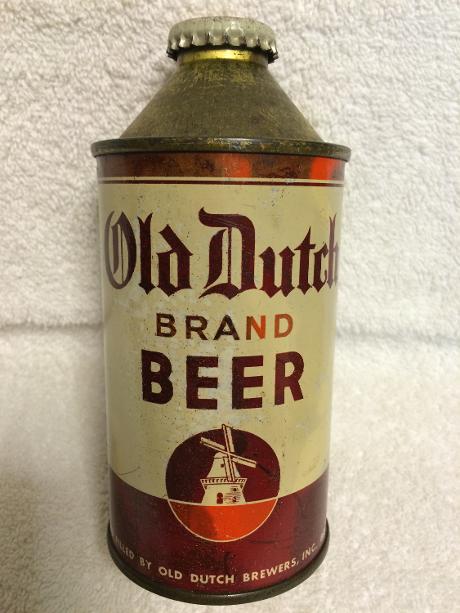 Old Dutch
BRAND
BEER
BY OLD DUTCH BREWERS, INC.